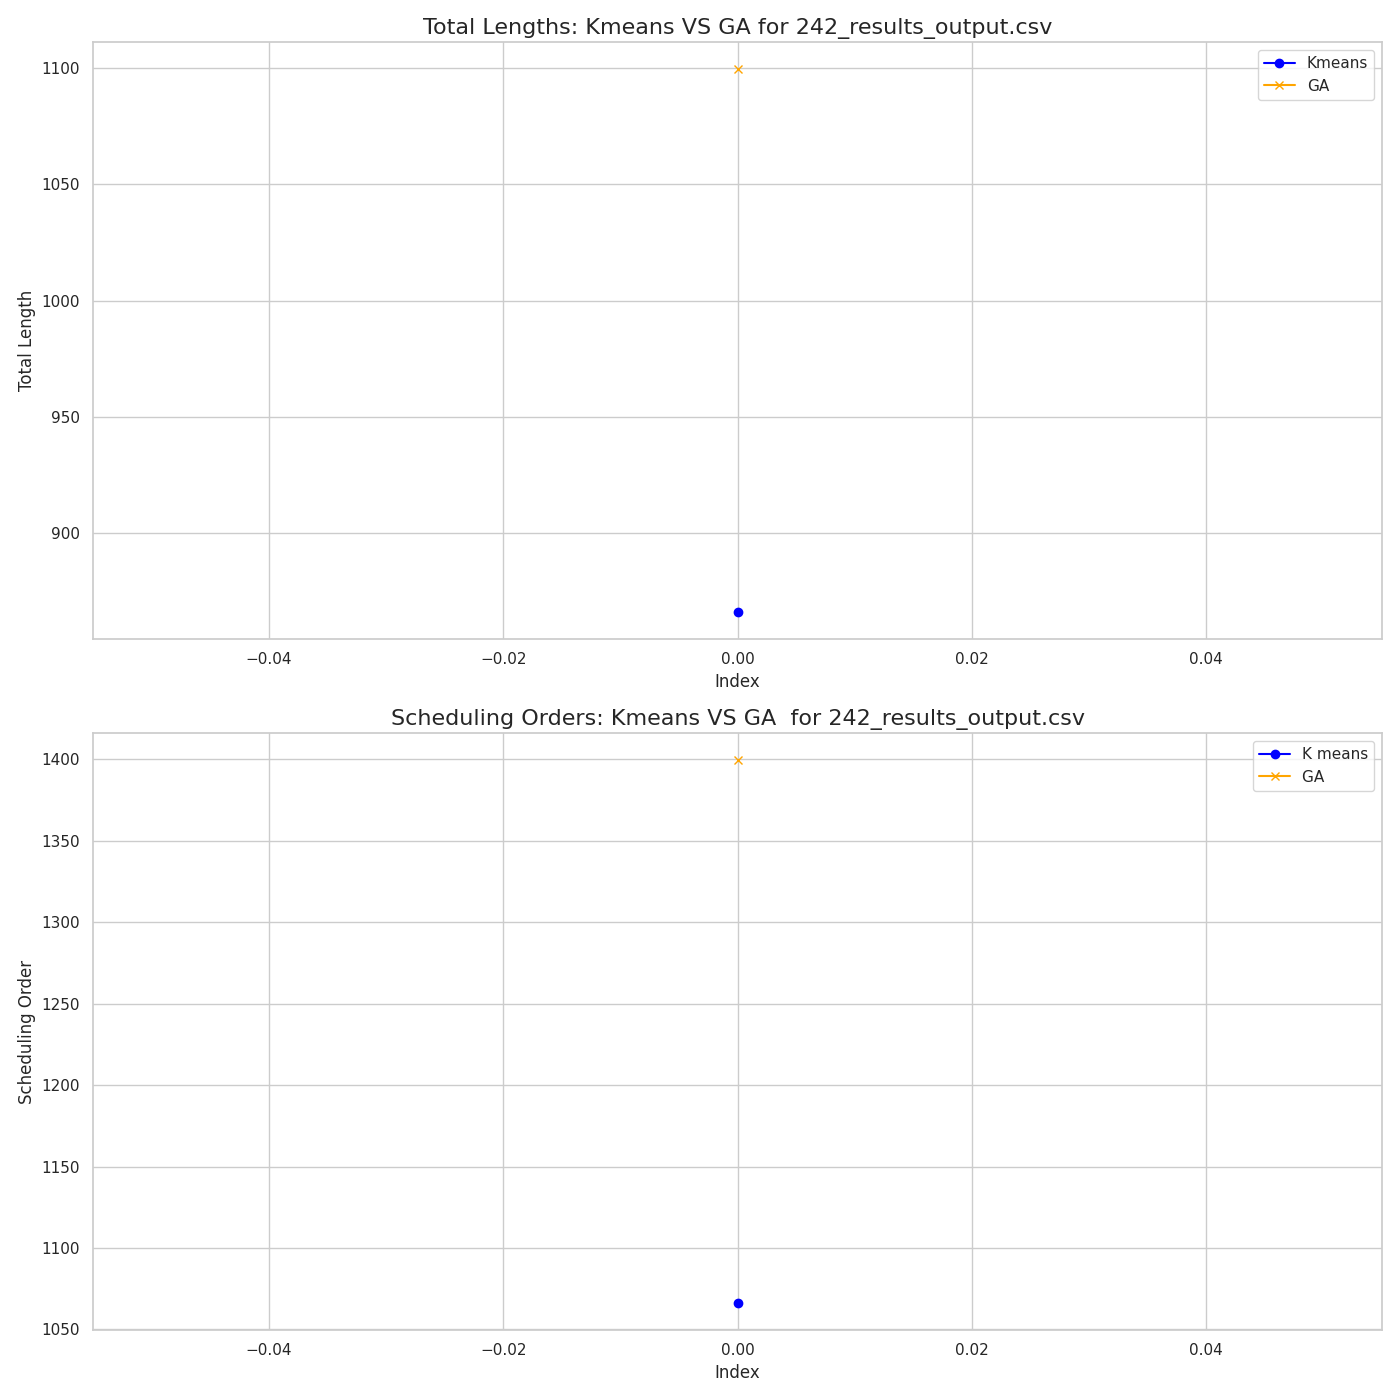 Total Lengths: Kmeans VS GA for 242_results_output.csv
Kmeans
GA
1100
1050
1000
950
900
Total Length
−0.04
−0.02
0.00
0.02
0.04
Index
Scheduling Orders: Kmeans VS GA  for 242_results_output.csv
K means
GA
1400
1350
1300
1250
1200
1150
1100
1050
Scheduling Order
−0.04
−0.02
0.00
0.02
0.04
Index